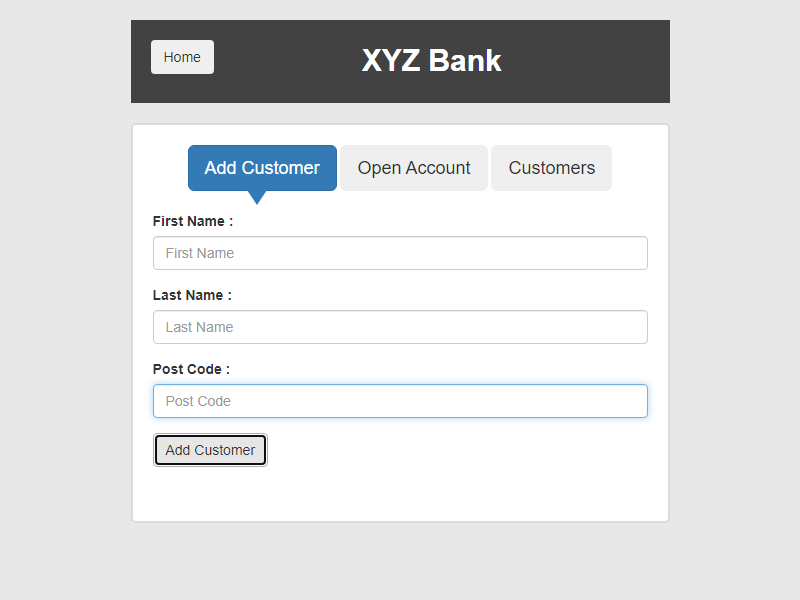 Home
XYZ Bank
Add Customer
Open Account
Customers
First Name :
First Name
Last Name :
Last Name
Post Code :
Post Code
Add Customer